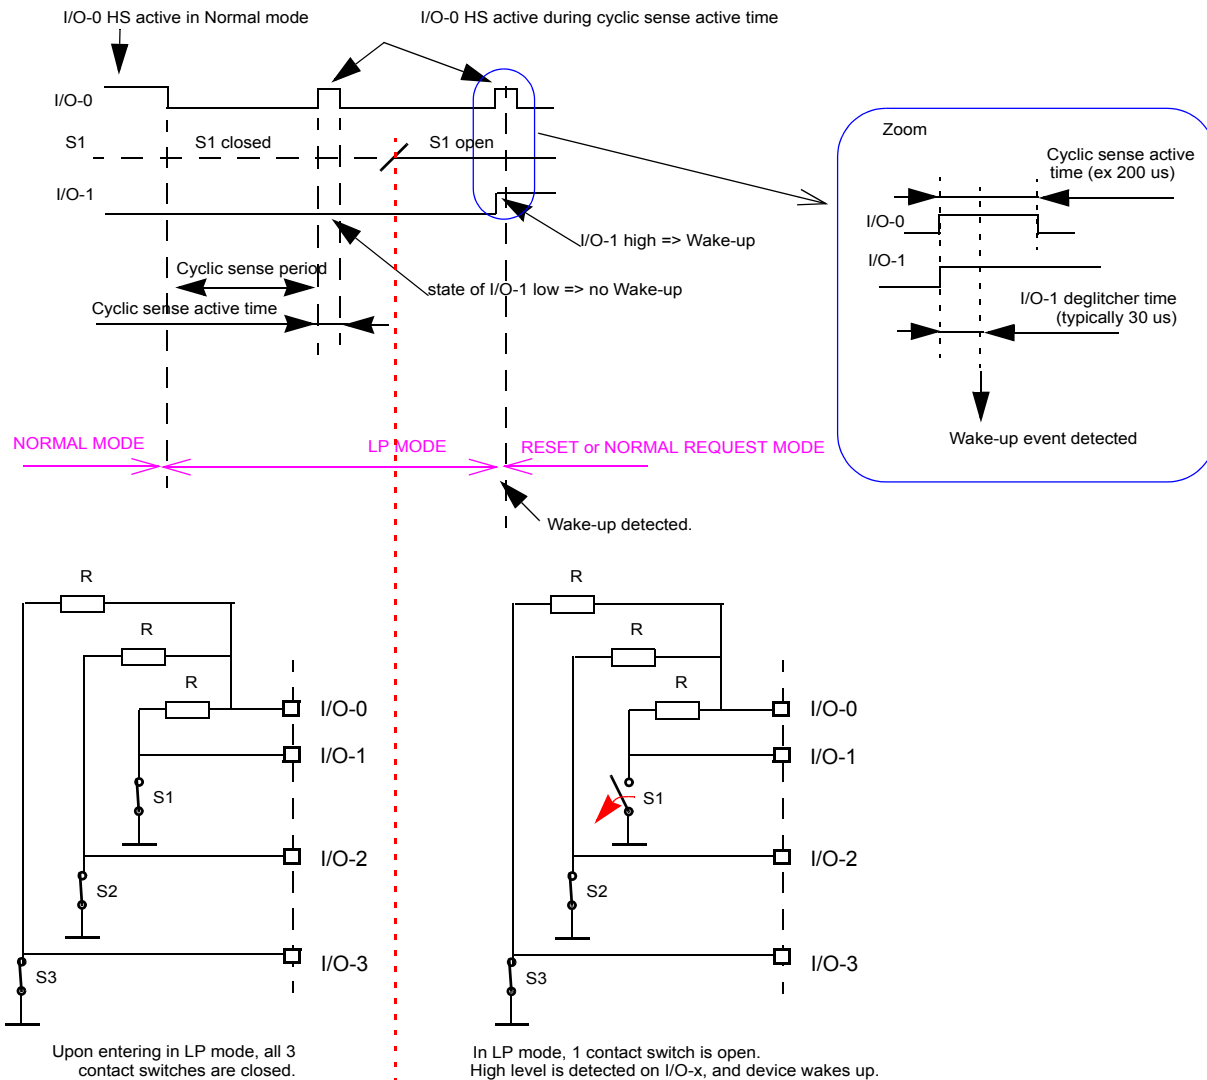 I/O-0 HS active in Normal mode
I/O-0 HS active during cyclic sense active time
I/O-0
S1
S1 closed
S1 open
I/O-1
I/O-1 high => Wake-up
Cyclic sense period
state of I/O-1 low => no Wake-up
Cyclic sense active time
Zoom
Cyclic sense active
time (ex 200 us)
I/O-0
I/O-1
I/O-1 deglitcher time
(typically 30 us)
Wake-up event detected
NORMAL MODE
LP MODE
RESET or NORMAL REQUEST MODE
Wake-up detected.
R
R
R
I/O-0
I/O-1
S1
I/O-2
S2
I/O-3
S3
Upon entering in LP mode, all 3
contact switches are closed.
R
R
R
I/O-0
I/O-1
S1
I/O-2
S2
I/O-3
S3
In LP mode, 1 contact switch is open.
High level is detected on I/O-x, and device wakes up.